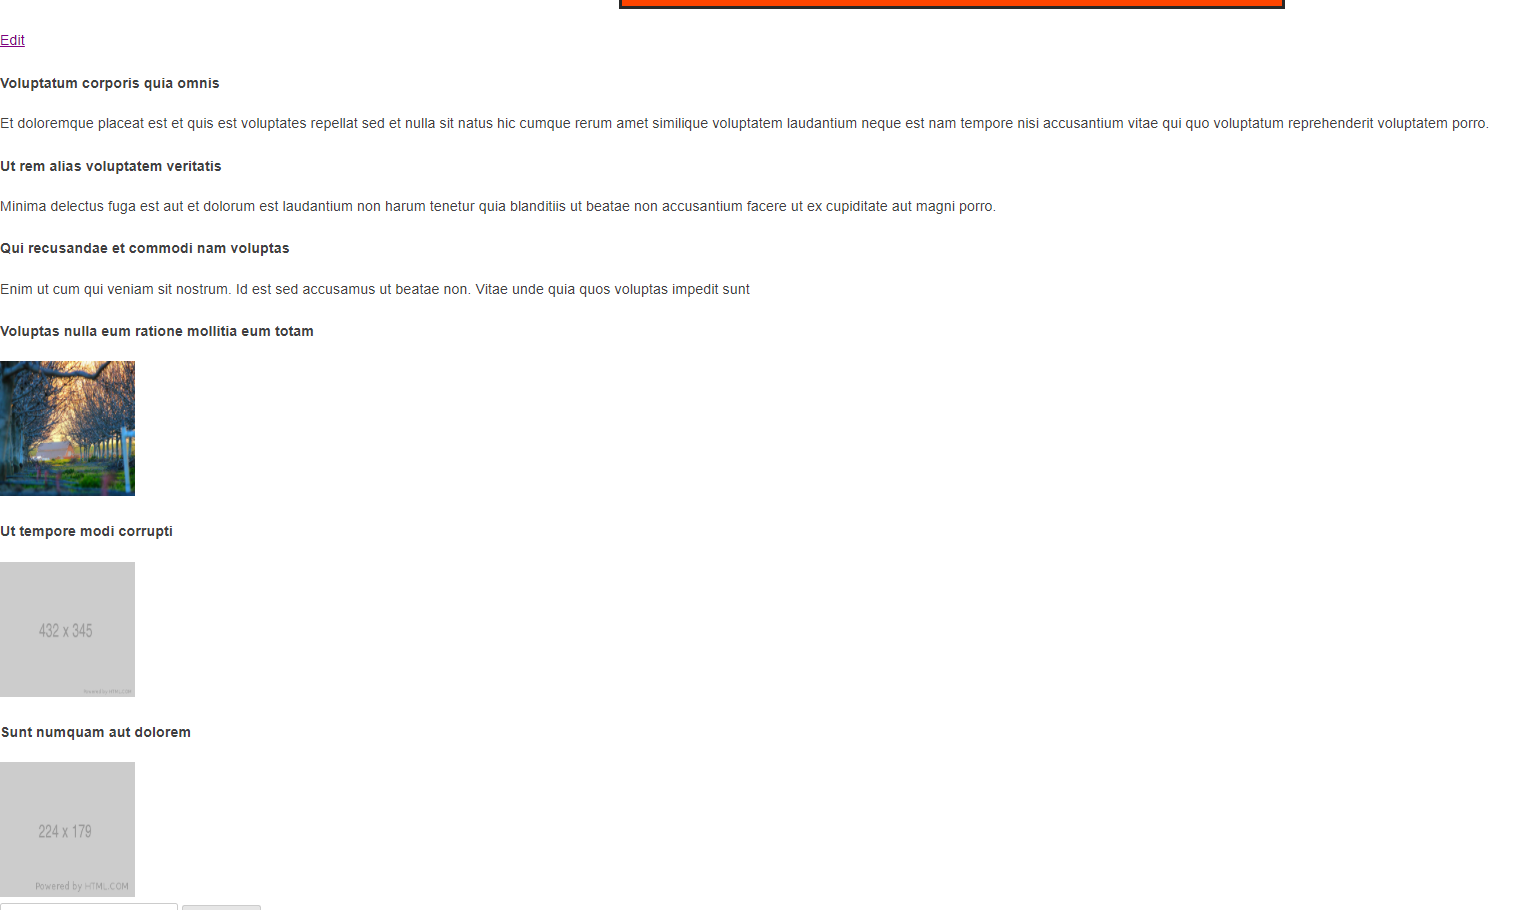 Edit
Voluptatum corporis quia omnis
Et doloremque placeat est et quis est voluptates repellat sed et nulla sit natus hic cumque rerum amet similique voluptatem laudantium neque est nam tempore nisi accusantium vitae qui quo voluptatum reprehenderit voluptatem porro.
Ut rem alias voluptatem veritatis
Minima delectus fuga est aut et dolorum est laudantium non harum tenetur quia blanditiis ut beatae non accusantium facere ut ex cupiditate aut magni porro.
Qui recusandae et commodi nam voluptas
Enim ut cum qui veniam sit nostrum. Id est sed accusamus ut beatae non. Vitae unde quia quos voluptas impedit sunt
Voluptas nulla eum ratione mollitia eum totam
Ut tempore modi corrupti
432 x 345
Powered by HTML.COM
Sunt numquam aut dolorem
224 x 179
Powered by HTML.COM